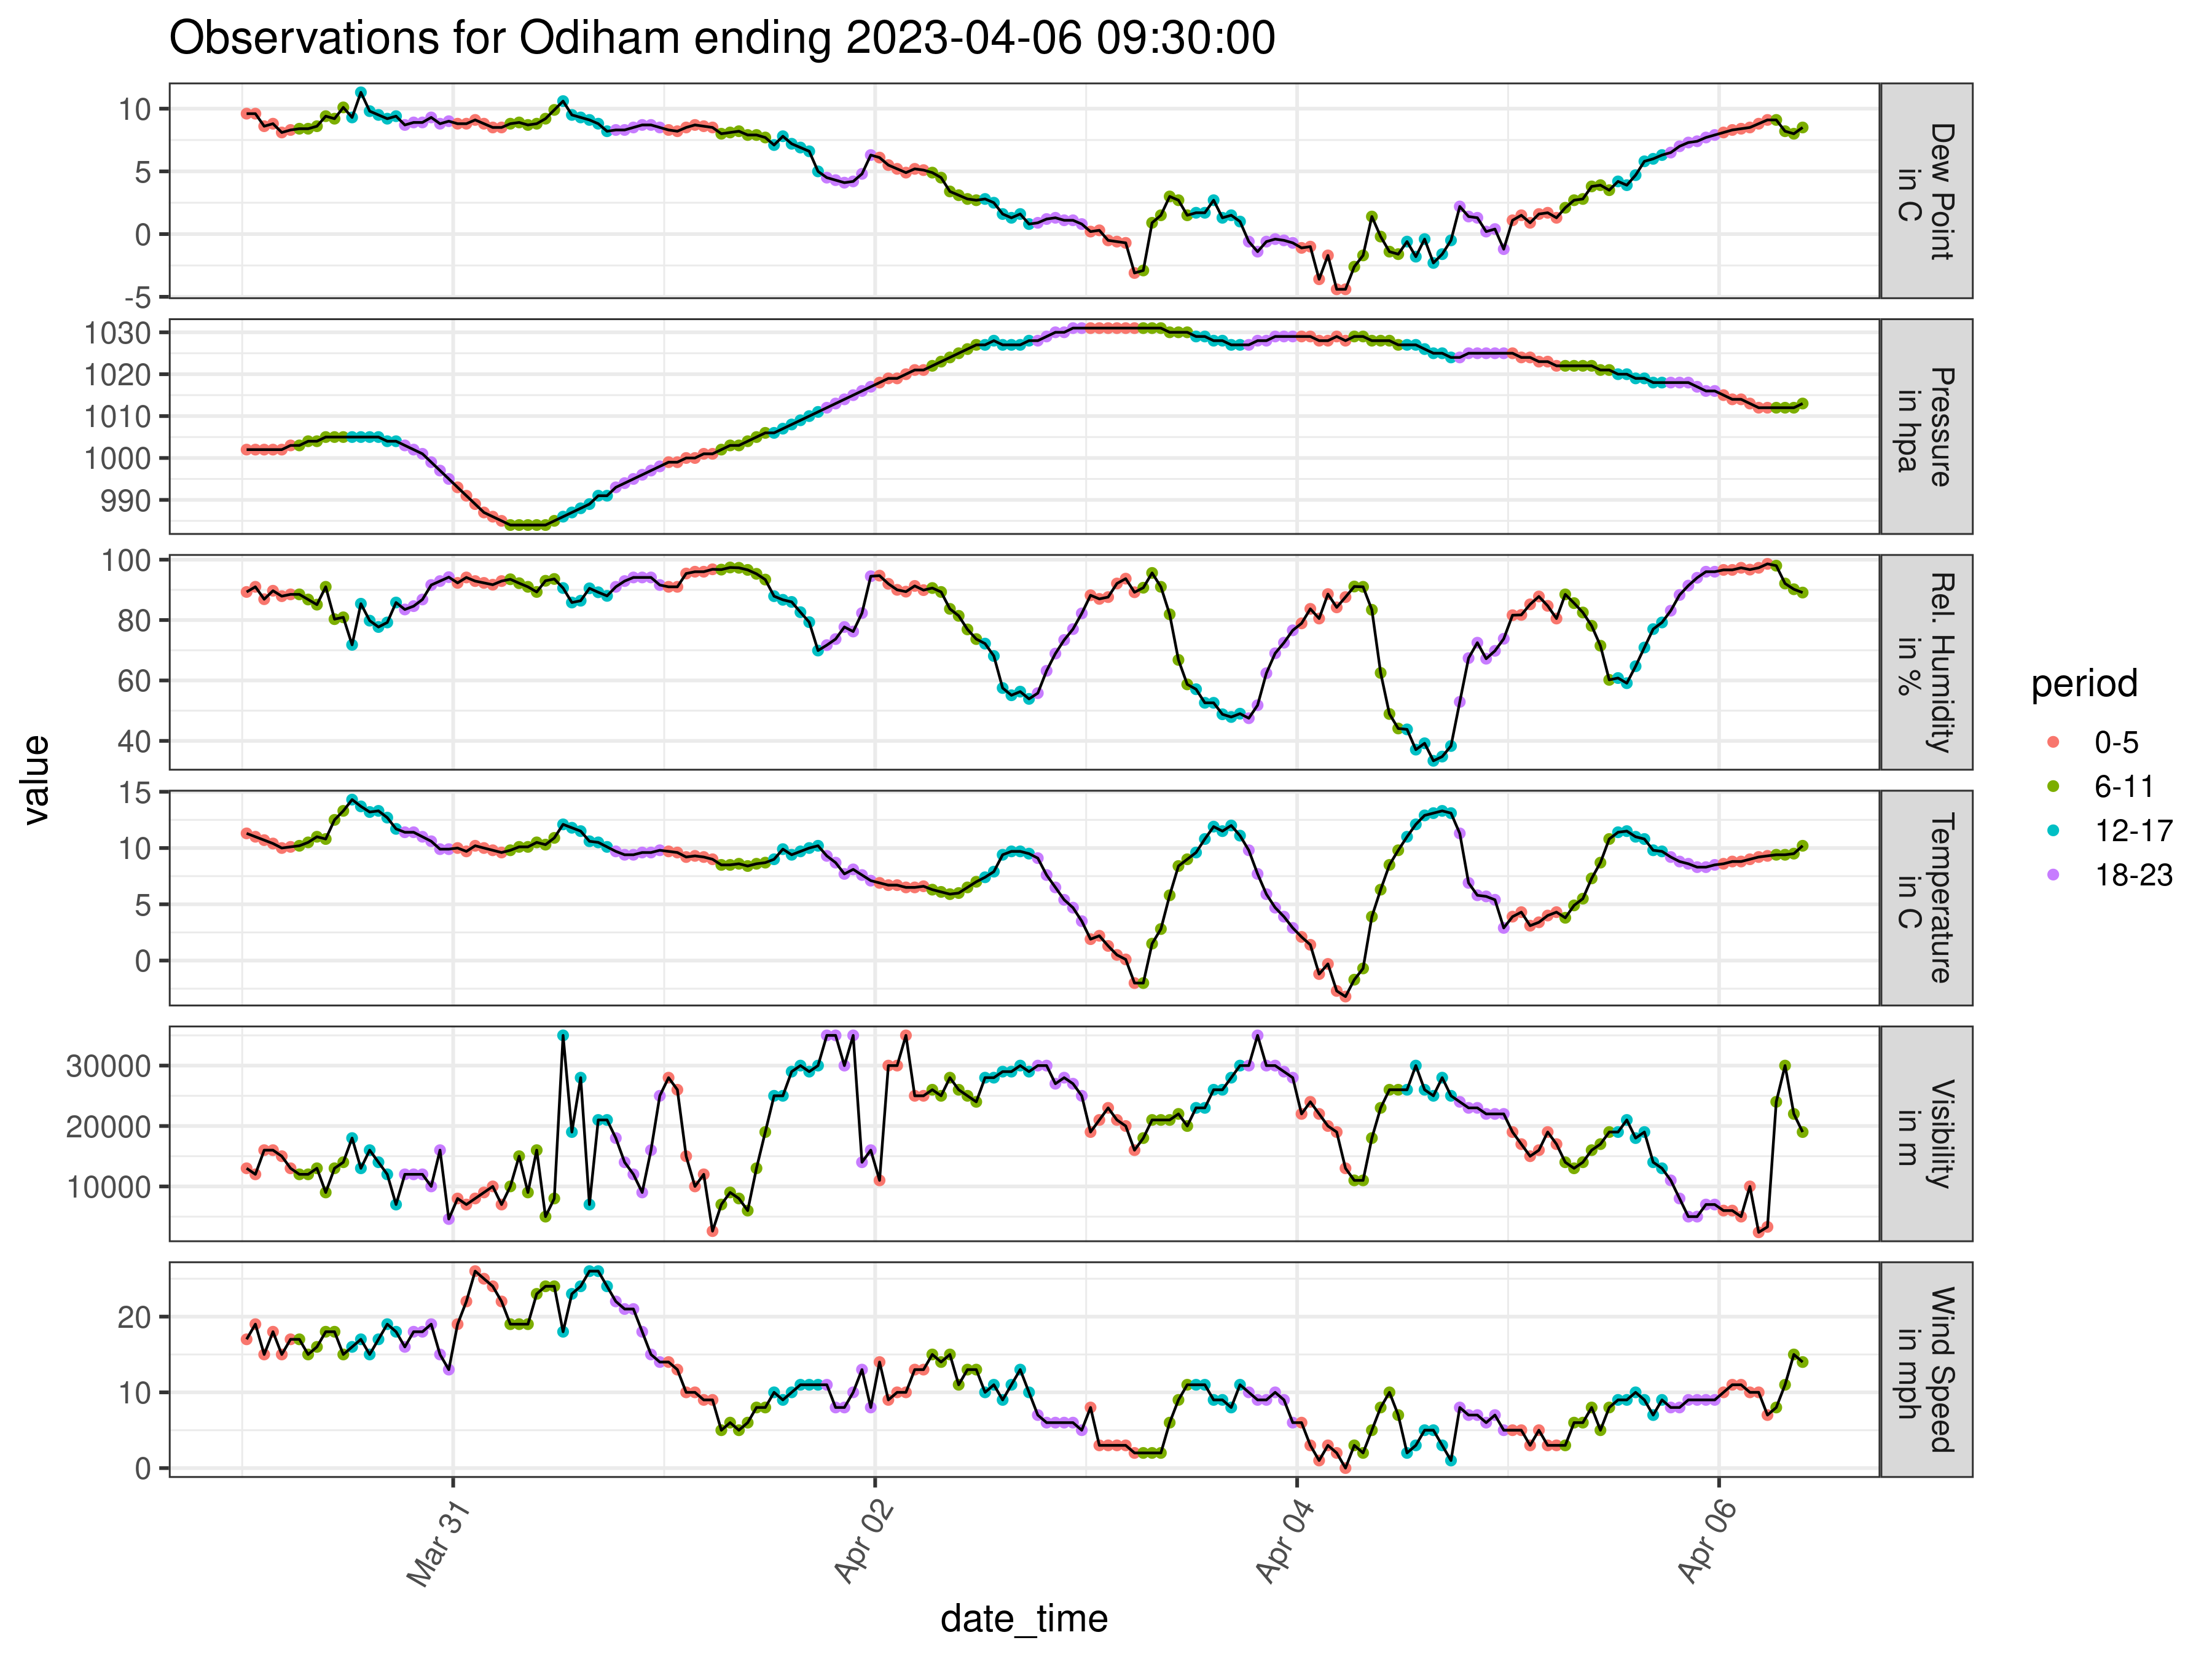 Observations for Odiham ending 2023-04-06 09:30:00
value
10
5
0
-5
Dew Point
in C
1030
1020
1010
1000
990
Pressure
in hpa
100
80
60
40
Rel. Humidity
in %
15
10
5
0
Temperature
in C
30000
20000
10000
Visibility
in m
20
10
0
Wind Speed
in mph
Mar 31
Apr 02
Apr 04
Apr 06
date_time
period
0-5
6-11
12-17
18-23